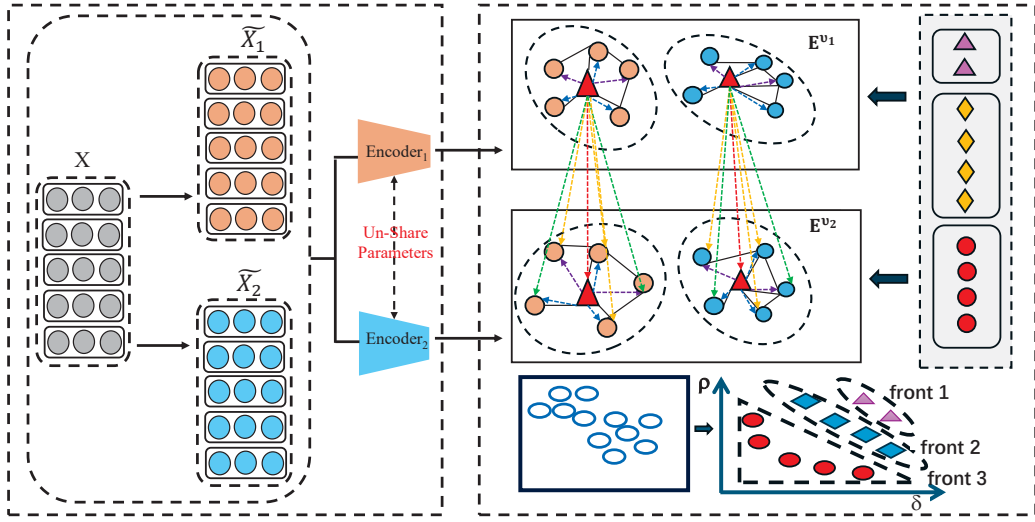 X
X̃₁
X̃₂
Encoder₁
Un-Share
Parameters
Encoder₂
E^υ₁
E^υ₂
ρ
front 1
front 2
front 3
δ